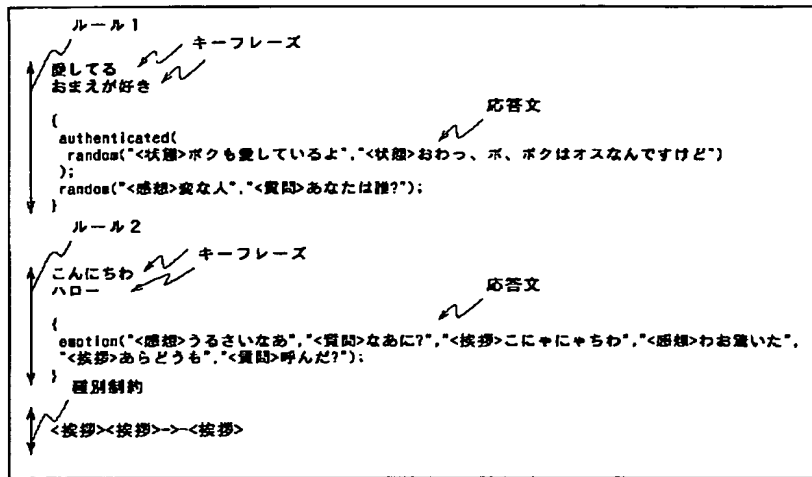 ルール1
キーフレーズ
愛してる
おまえが好き
応答文
{
authenticated(
random("<状態>ボクも愛しているよ","<状態>おわっ、ボ、ボクはオスなんですけど")
);
random("<感想>変な人","<質問>あなたは誰?");
}
ルール2
キーフレーズ
こんにちわ
ハロー
応答文
{
emotion("<感想>うるさいなあ","<質問>なあに?","<挨拶>こにゃにゃちわ","<感想>わお驚いた",
"<挨拶>あらどうも","<質問>呼んだ?");
}
種別制約
<挨拶><挨拶>-><挨拶>